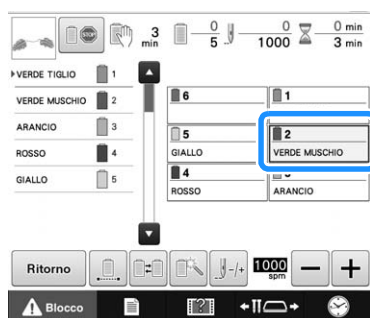 3 min
0 5
0 1000
0 min 3 min
VERDE TIGLIO 1
VERDE MUSCHIO 2
ARANCIO 3
ROSSO 4
GIALLO 5
6 1
5 GIALLO
2 VERDE MUSCHIO
4 ROSSO
ARANCIO
Ritorno
-/+
1000 spm
− +
Blocco